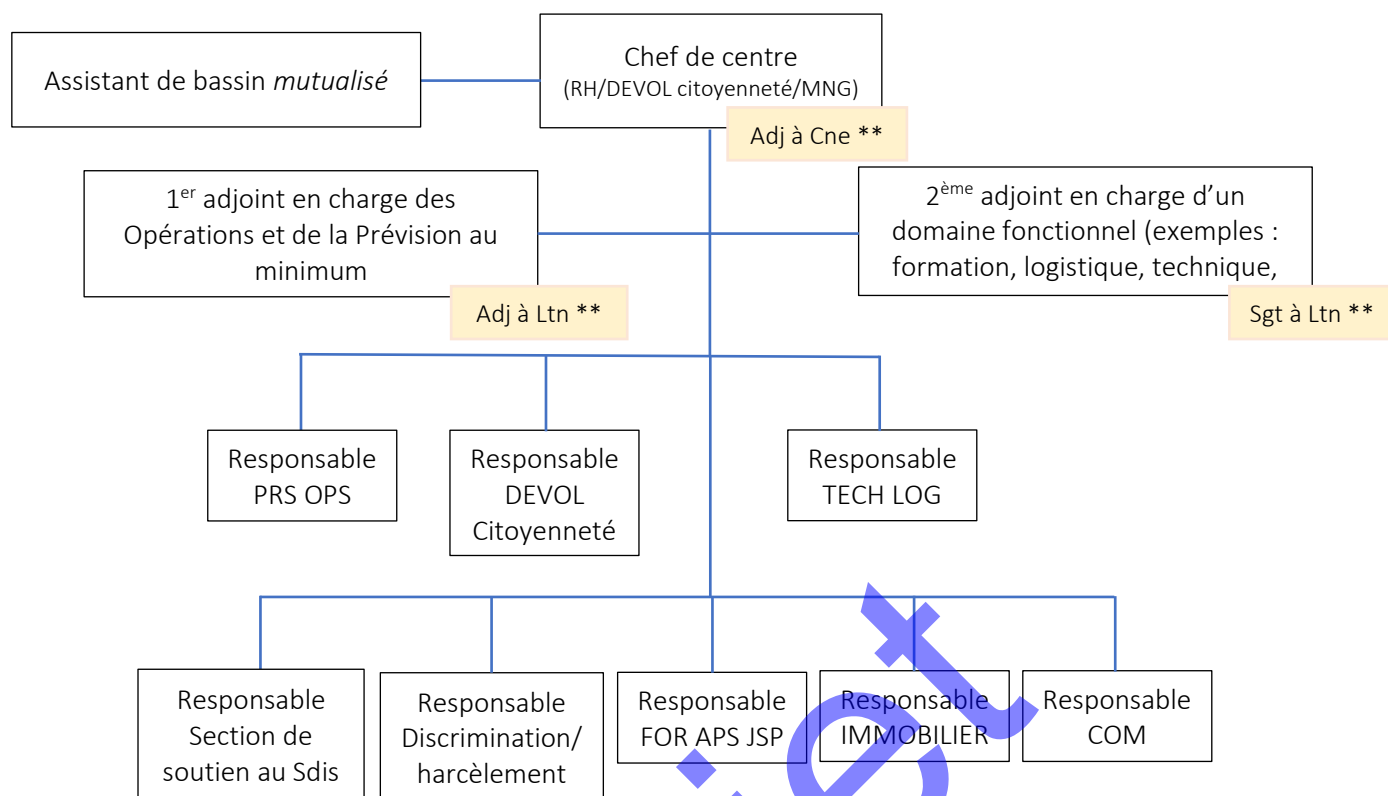 Assistant de bassin mutualisé
Chef de centre
(RH/DEVOL citoyenneté/MNG)
Adj à Cne **
1er adjoint en charge des
Opérations et de la Prévision au
minimum
Adj à Ltn **
2ème adjoint en charge d’un
domaine fonctionnel (exemples :
formation, logistique, technique,
Sgt à Ltn **
Responsable
PRS OPS
Responsable
DEVOL
Citoyenneté
Responsable
TECH LOG
Responsable
Section de
soutien au Sdis
Responsable
Discrimination/
harcèlement
Responsable
FOR APS JSP
Responsable
IMMOBILIER
Responsable
COM